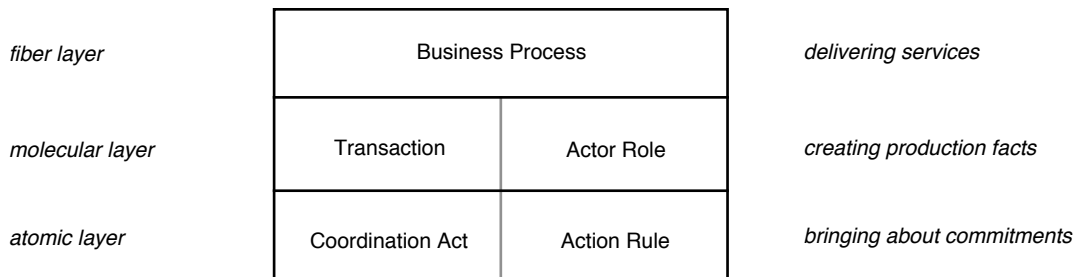 fiber layer
Business Process
delivering services
molecular layer
Transaction
Actor Role
creating production facts
atomic layer
Coordination Act
Action Rule
bringing about commitments